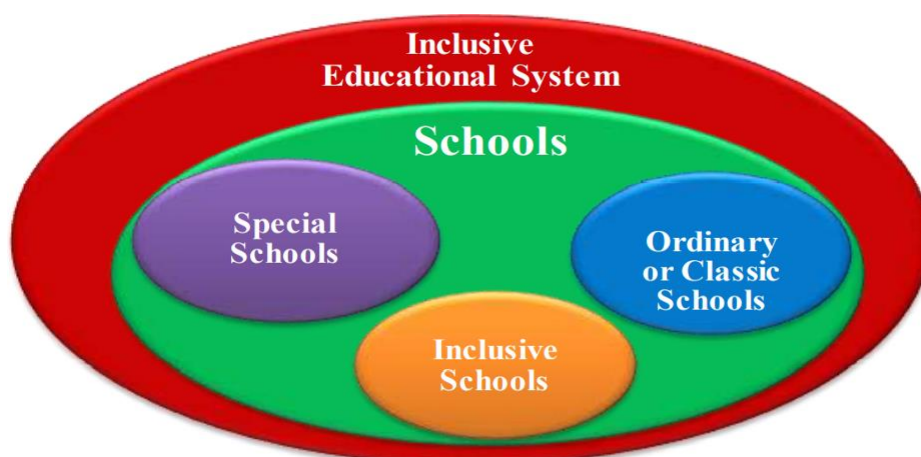 Inclusive
Educational System
Schools
Special
Schools
Ordinary
or Classic
Schools
Inclusive
Schools